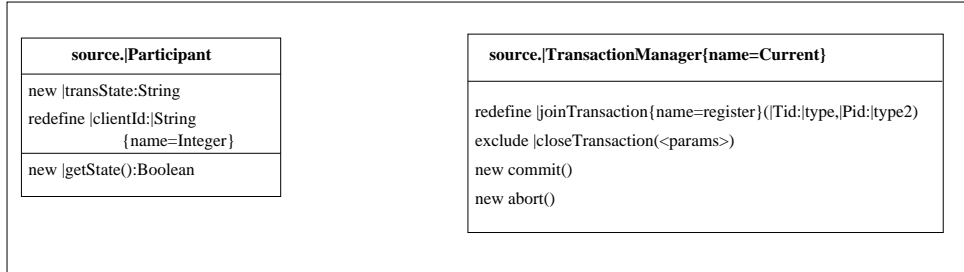 source.|Participant
new |transState:String
redefine |clientId:|String
{name=Integer}
new |getState():Boolean
source.|TransactionManager{name=Current}
redefine |joinTransaction{name=register}(|Tid:|type,|Pid:|type2)
exclude |closeTransaction(<params>)
new commit()
new abort()